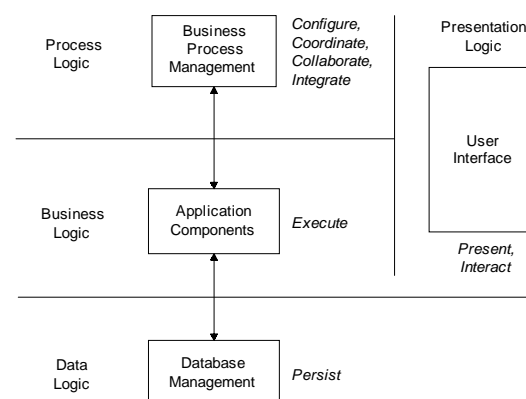 Process
Logic
Business
Process
Management
Configure,
Coordinate,
Collaborate,
Integrate
Presentation
Logic
User
Interface
Present,
Interact
Business
Logic
Application
Components
Execute
Data
Logic
Database
Management
Persist